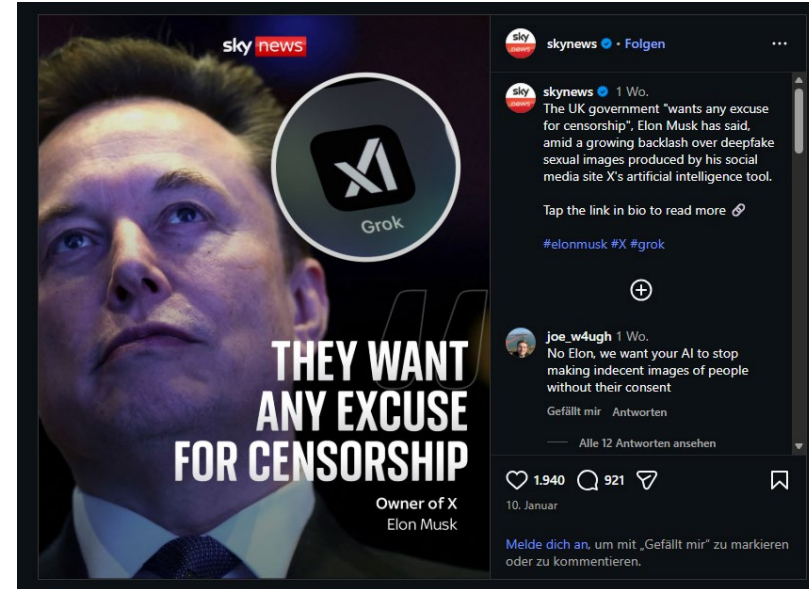 sky news
Grok
THEY WANT
ANY EXCUSE
FOR CENSORSHIP
Owner of X
Elon Musk
sky news
skynews • Folgen
sky news
skynews 1 Wo.
The UK government "wants any excuse
for censorship", Elon Musk has said,
amid a growing backlash over deepfake
sexual images produced by his social
media site X's artificial intelligence tool.
Tap the link in bio to read more
#elonmusk #X #grok
joe_w4ugh 1 Wo.
No Elon, we want your AI to stop
making indecent images of people
without their consent
Gefällt mir Antworten
Alle 12 Antworten ansehen
1.940 921
10. Januar
Melde dich an, um mit „Gefällt mir" zu markieren
oder zu kommentieren.